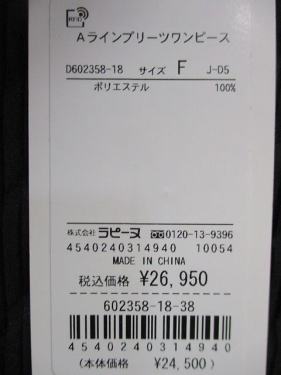 RFID
Aラインプリーツワンピース
D602358-18 サイズ F J-D5
ポリエステル 100%
株式会社 ラピーヌ 0120-13-9396
4540240314940 10054
MADE IN CHINA
税込価格 ¥26,950
602358-18-38
4540240314940
(本体価格 ¥24,500)